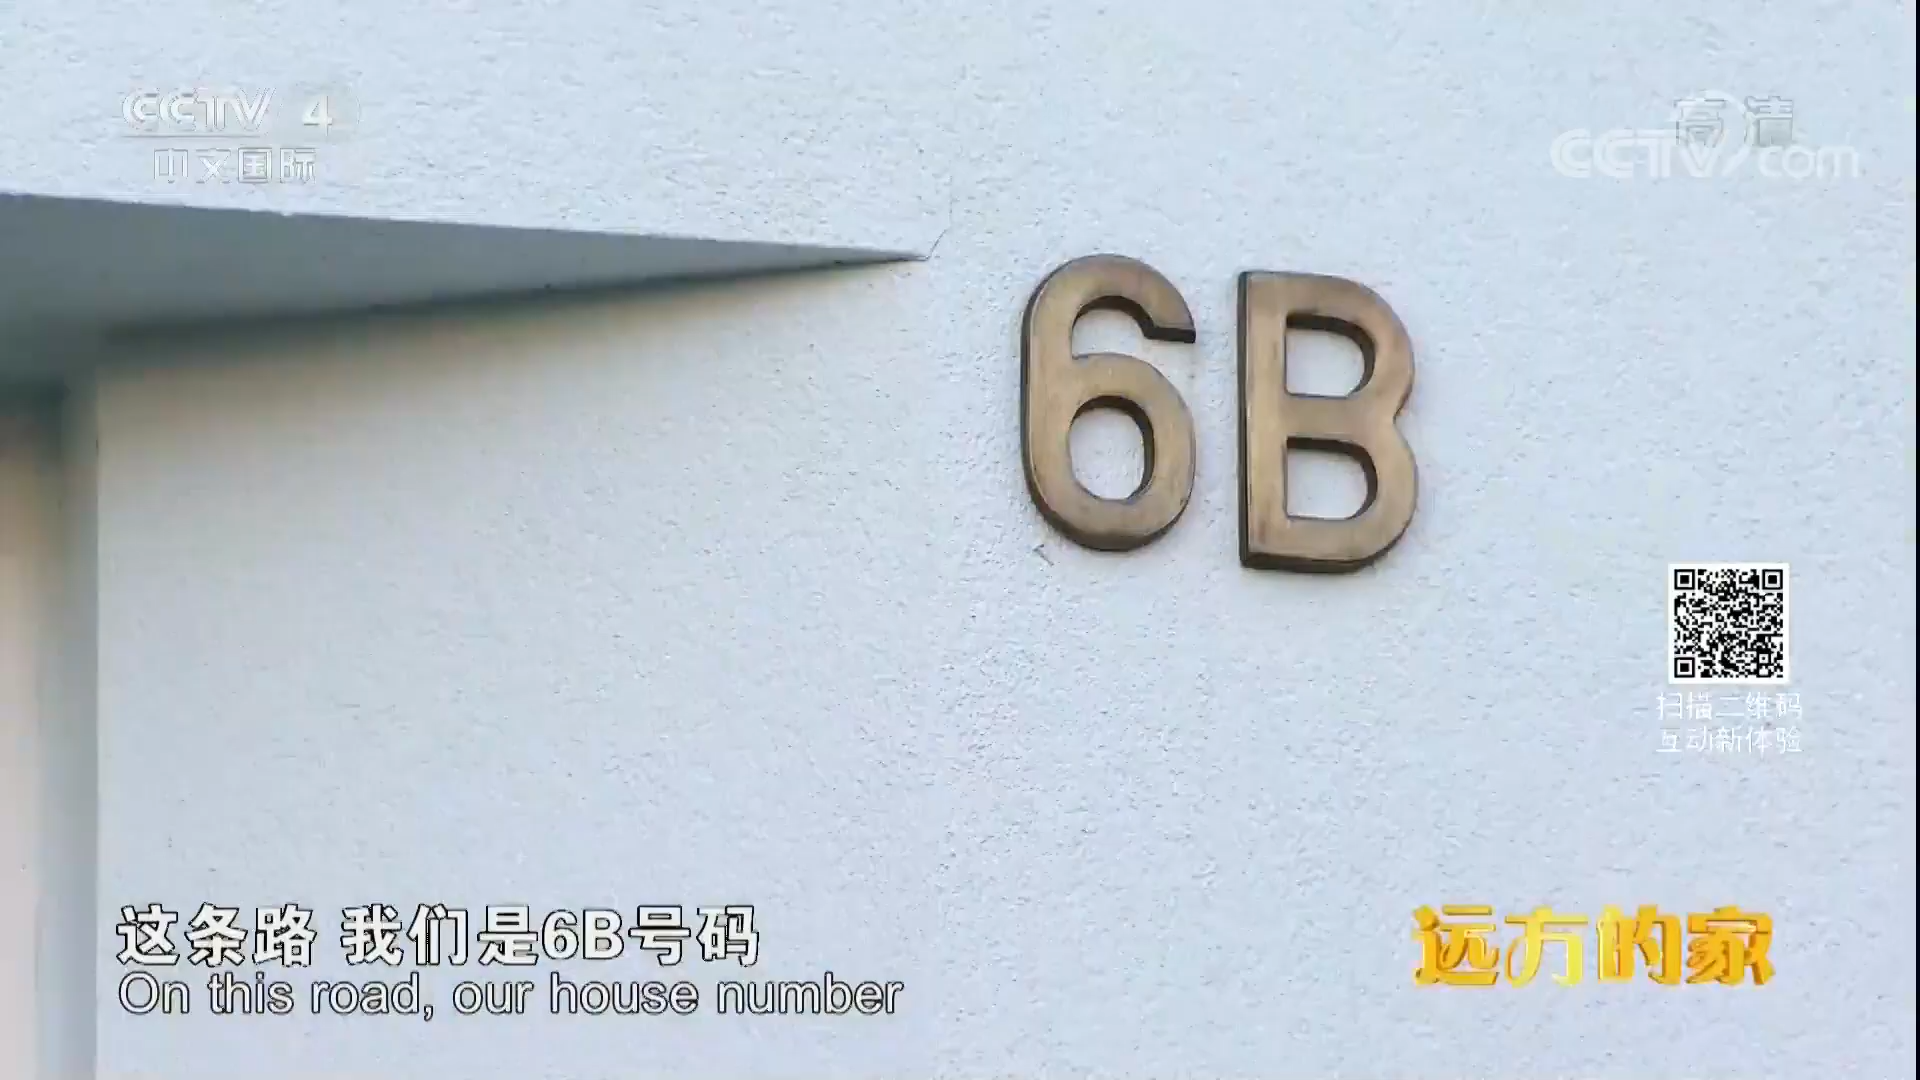 CCTV 4
中文国际
高清
CCTV.com
6B
扫描二维码
互动新体验
这条路 我们是6B号码
On this road, our house number
远方的家